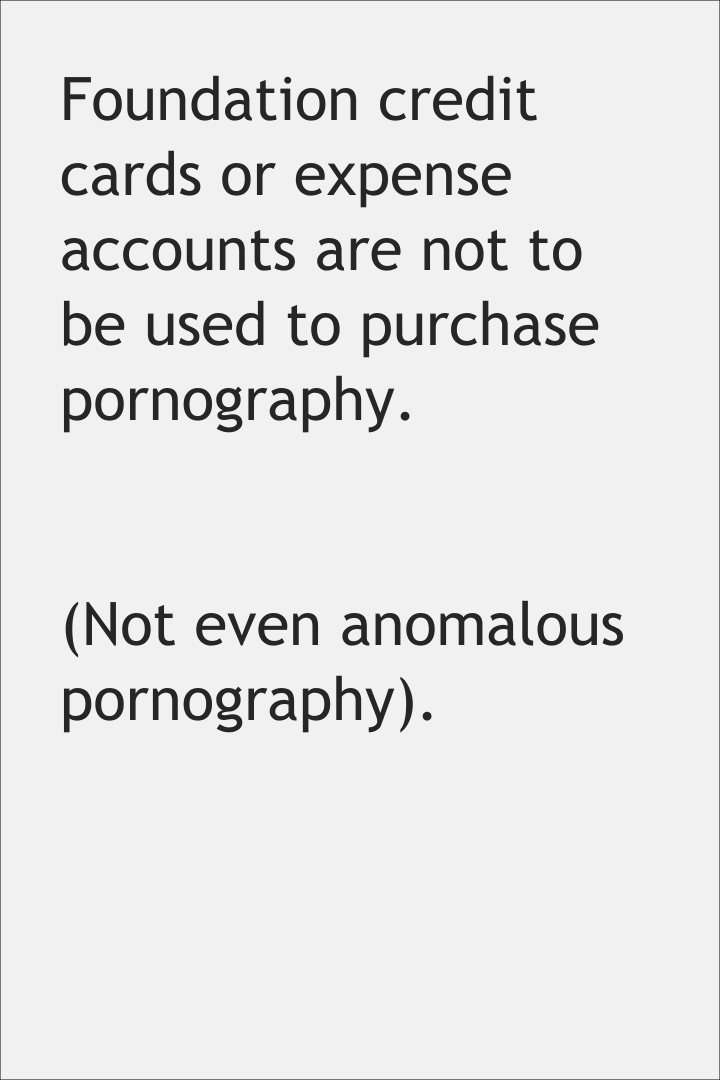 Foundation credit
cards or expense
accounts are not to
be used to purchase
pornography.
(Not even anomalous
pornography).